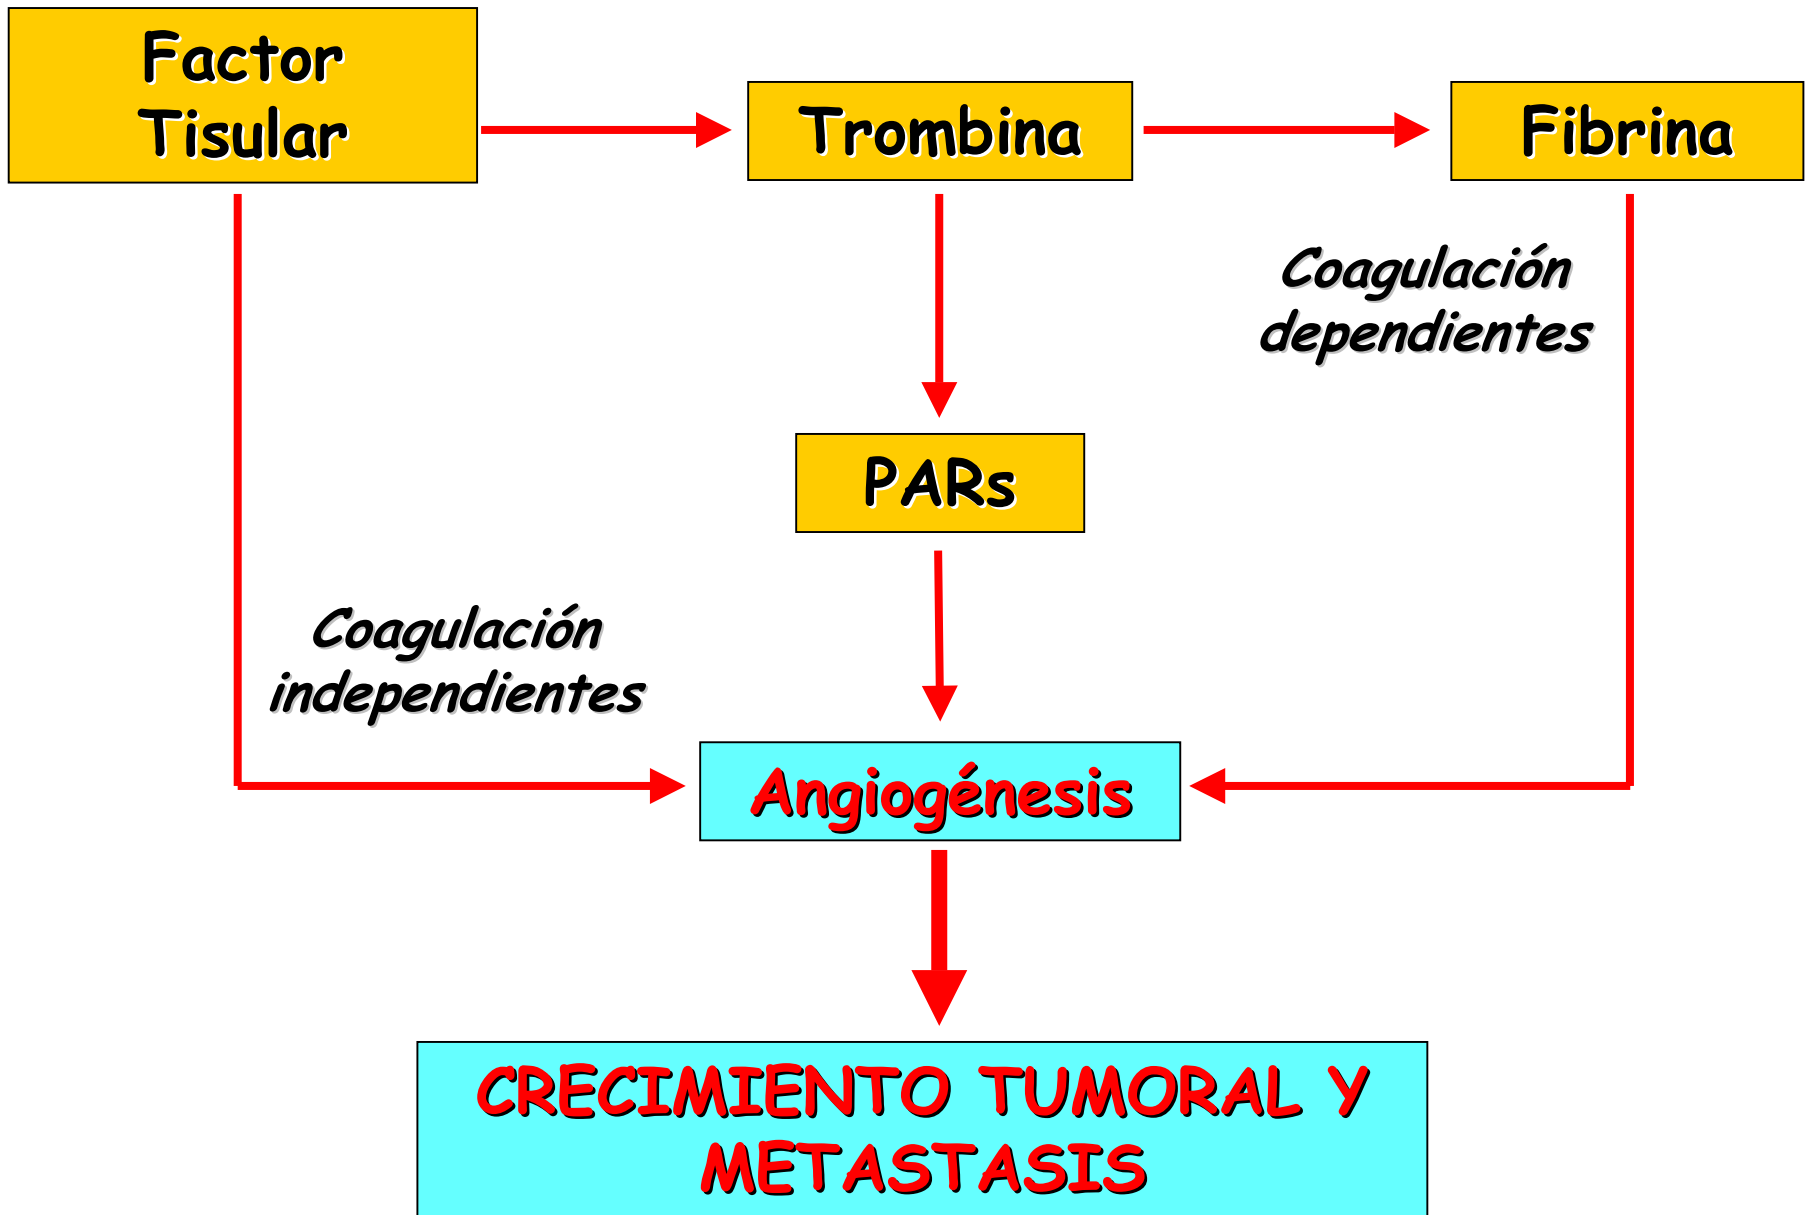 Factor
Tisular
Trombina
Fibrina
Coagulación
dependientes
PARs
Coagulación
independientes
Angiogénesis
CRECIMIENTO TUMORAL Y
METASTASIS